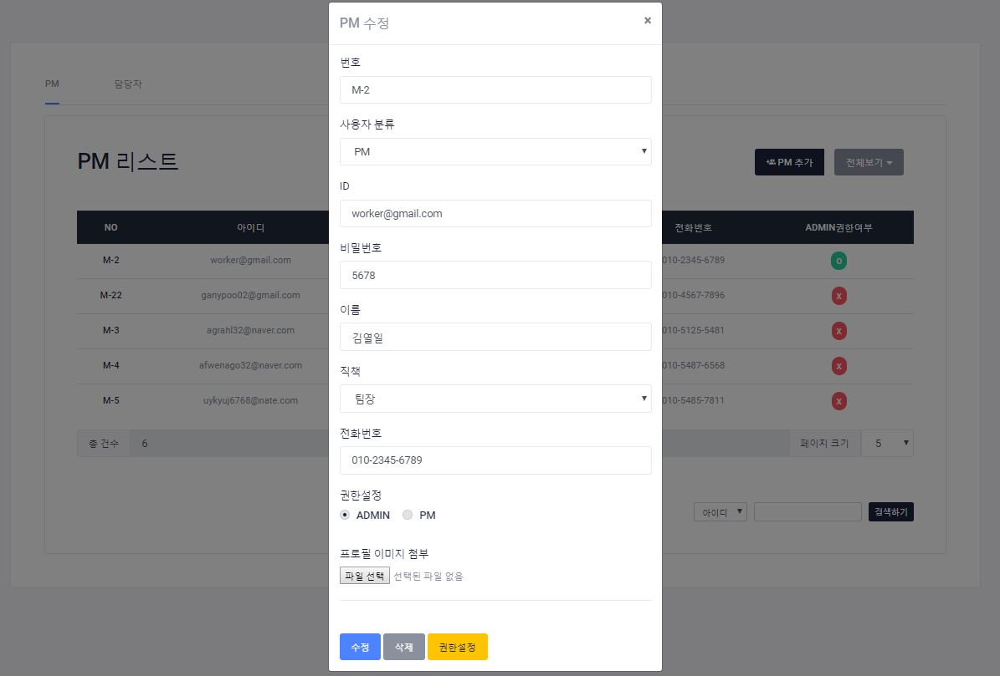 PM 수정
×
번호
M-2
사용자 분류
PM
ID
worker@gmail.com
비밀번호
5678
이름
김열일
직책
팀장
전화번호
010-2345-6789
권한설정
ADMIN PM
프로필 이미지 첨부
파일 선택 선택된 파일 없음
수정 삭제 권한설정
PM 담당자
PM 리스트
PM 추가 전체보기
NO 아이디 전화번호 ADMIN권한여부
M-2 worker@gmail.com 010-2345-6789 O
M-22 ganypoo02@gmail.com 010-4567-7896 X
M-3 agrahl32@naver.com 010-5125-5481 X
M-4 afwenago32@naver.com 010-5487-6568 X
M-5 uykyuj6768@nate.com 010-5485-7811 X
총 건수 6 페이지 크기 5
아이디 검색하기